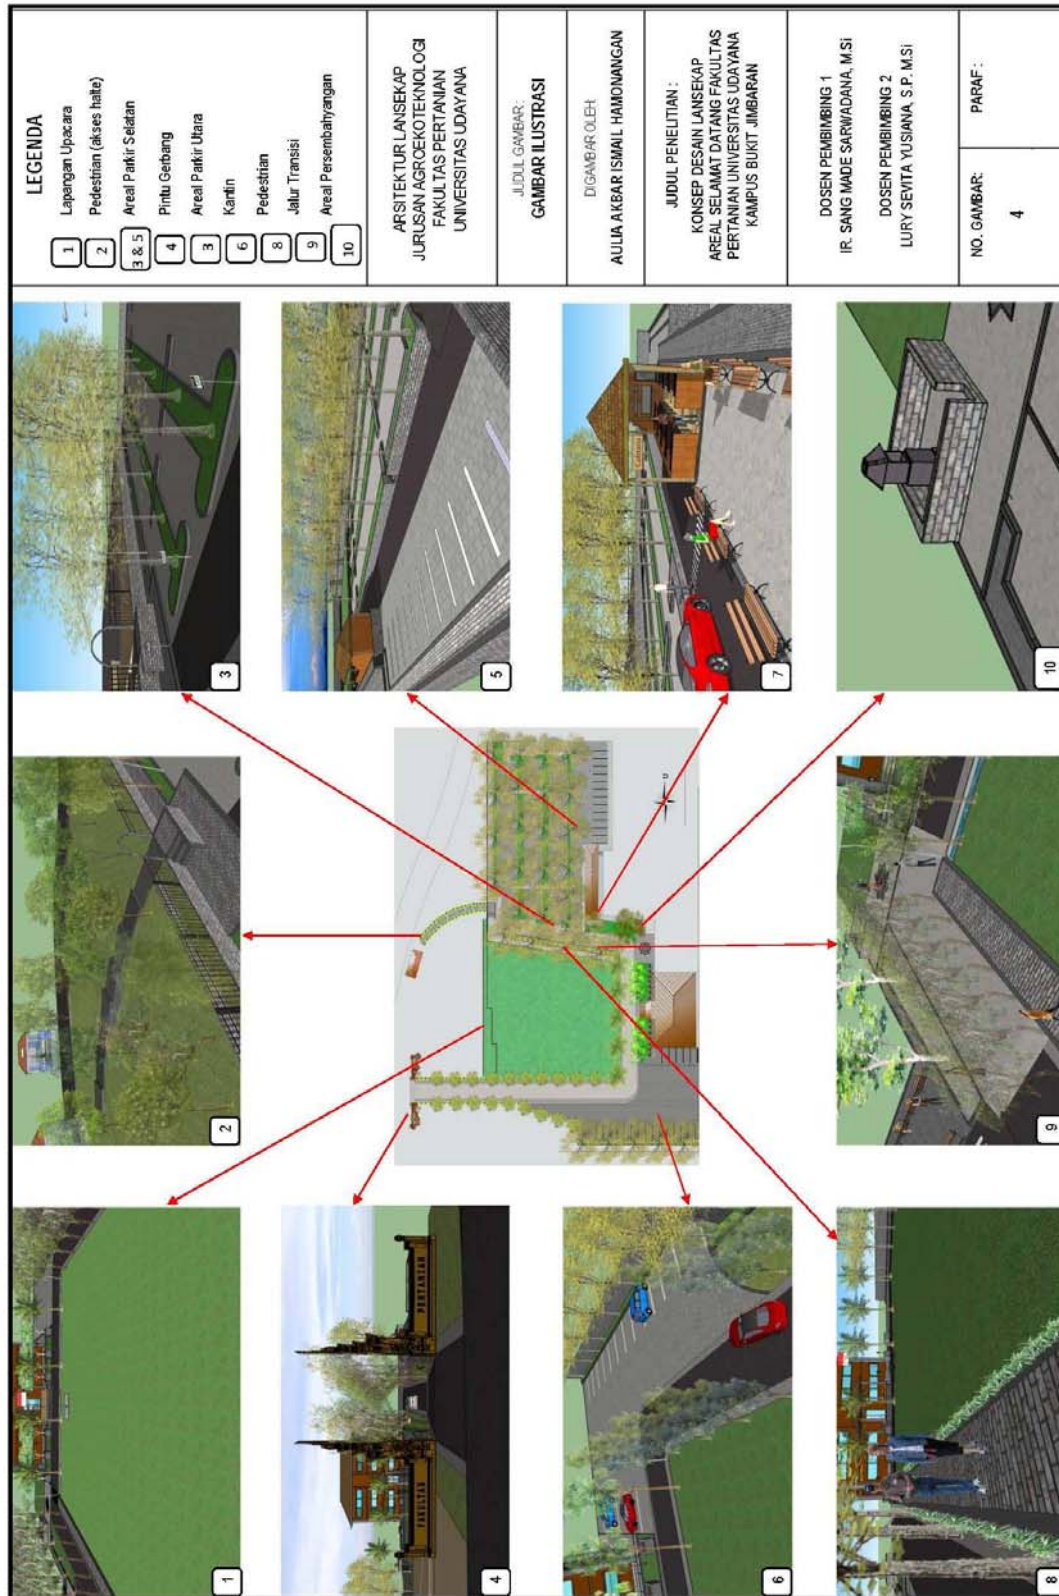 1
2
3
FAKULTAS
PERTANIAN
4
5
6
7
8
9
10
LEGENDA
1 Lapangan Upacara
2 Pedestrian (akses halte)
3 & 5 Areal Parkir Selatan
4 Pintu Gerbang
3 Areal Parkir Utara
6 Kantin
8 Pedestrian
9 Jalur Transisi
10 Areal Persembahyangan
ARSITEKTUR LANSEKAP
JURUSAN AGROEKOTEKNOLOGI
FAKULTAS PERTANIAN
UNIVERSITAS UDAYANA
JUDUL GAMBAR :
GAMBAR ILUSTRASI
DIGAMBAR OLEH:
AULIA AKBAR ISMAIL HAMONANGAN
JUDUL PENELITIAN :
KONSEP DESAIN LANSEKAP
AREAL SELAMAT DATANG FAKULTAS
PERTANIAN UNIVERSITAS UDAYANA
KAMPUS BUKIT JIMBARAN
DOSEN PEMBIMBING 1
IR. SANG MADE SARWADANA, M.Si
DOSEN PEMBIMBING 2
LURY SEVITA YUSIANA, S.P. M.Si
NO. GAMBAR:
PARAF :
4